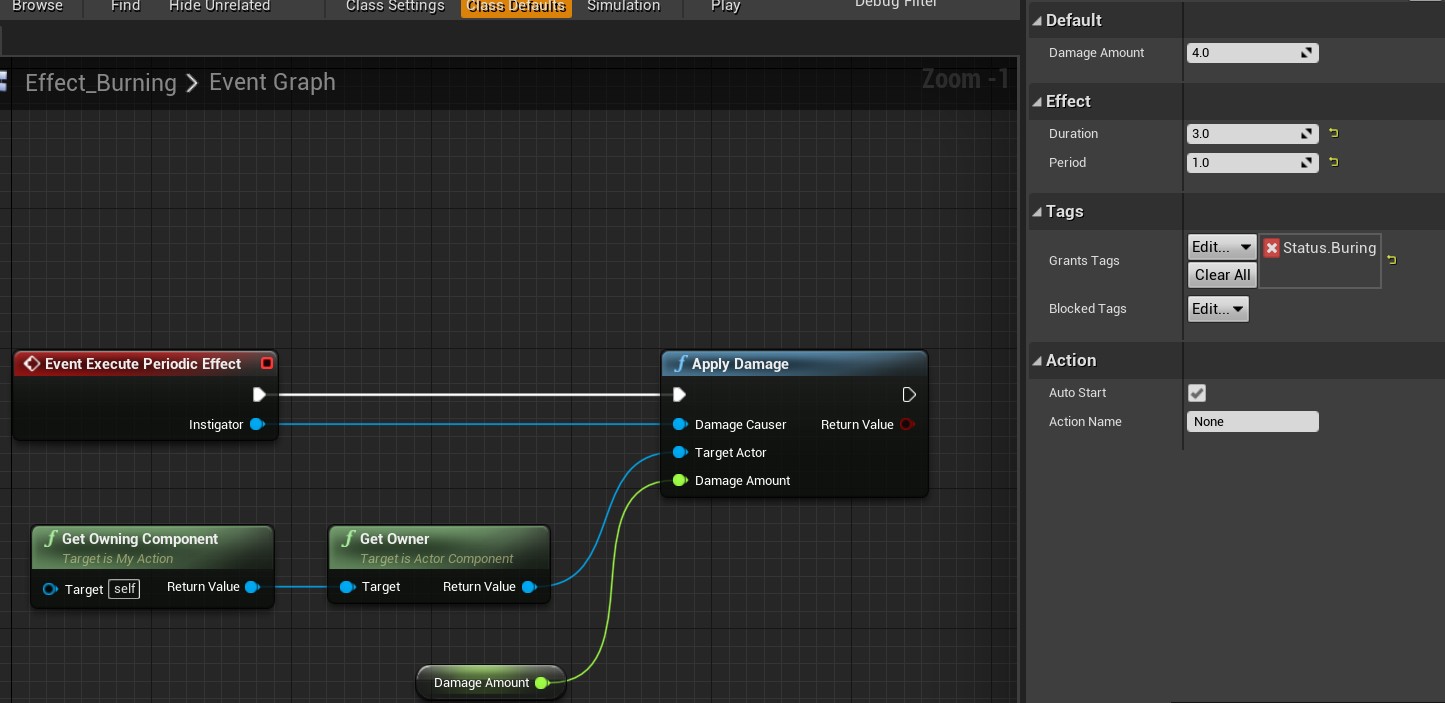 Browse Find Hide Unrelated Class Settings Class Defaults Simulation Play Debug Filter
Effect_Burning > Event Graph
Zoom -1
Event Execute Periodic Effect
Instigator
Apply Damage
Damage Causer Return Value
Target Actor
Damage Amount
Get Owning Component
Target is My Action
Target self Return Value
Get Owner
Target is Actor Component
Target Return Value
Damage Amount
Default
Damage Amount 4.0
Effect
Duration 3.0
Period 1.0
Tags
Grants Tags Edit... Status.Buring
Clear All
Blocked Tags Edit...
Action
Auto Start
Action Name None